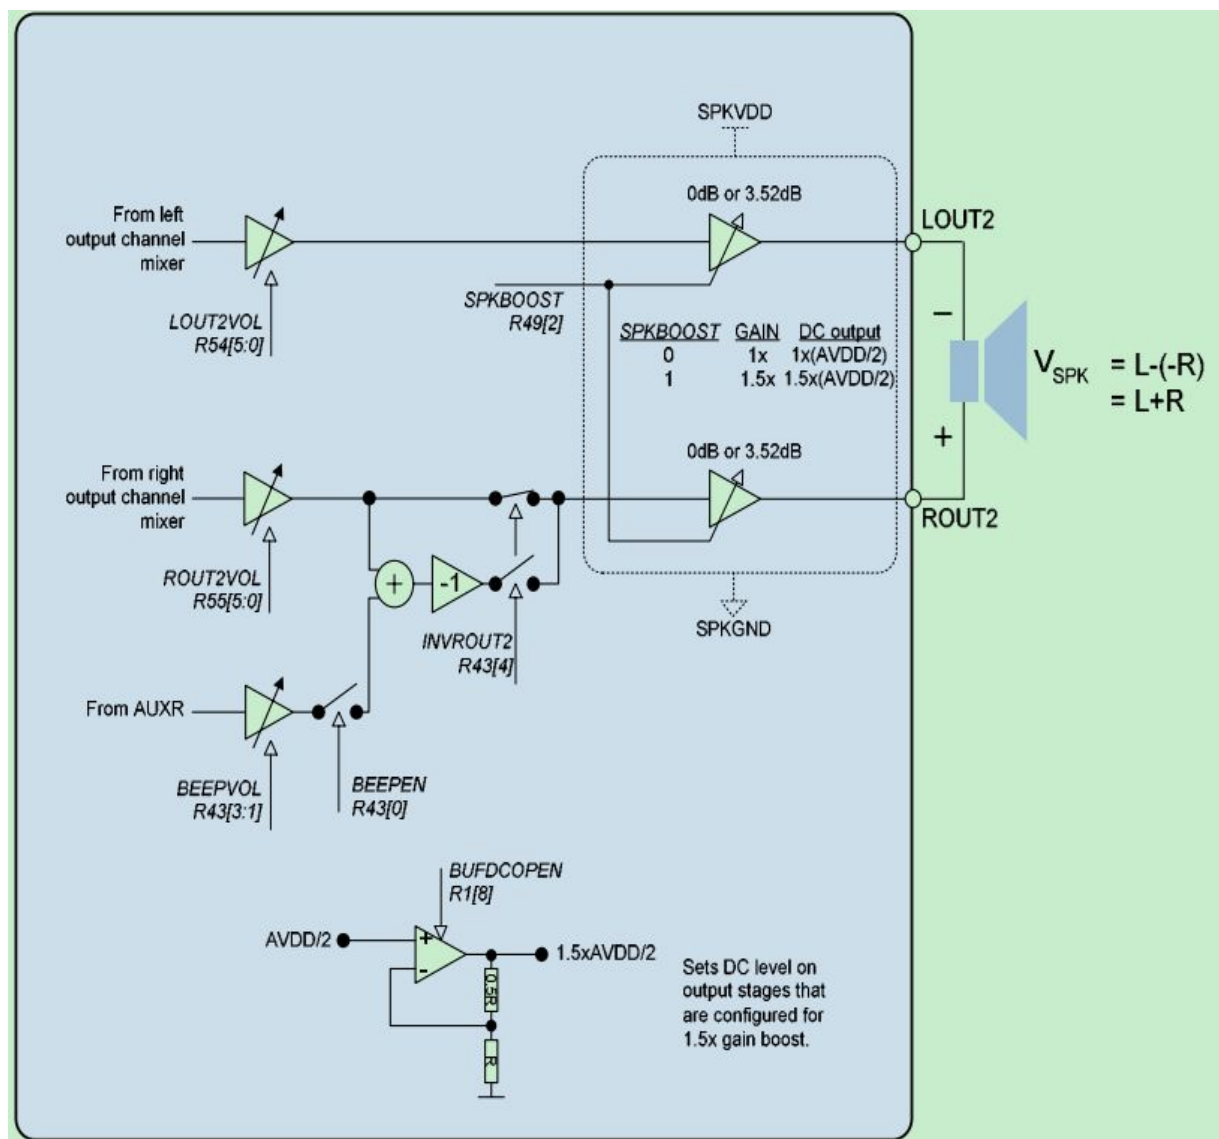 SPKVDD
0dB or 3.52dB
From left
output channel
mixer
LOUT2
SPKBOOST
R49[2]
LOUT2VOL
R54[5:0]
SPKBOOST GAIN DC output
0 1x 1x(AVDD/2)
1 1.5x 1.5x(AVDD/2)
−
VSPK = L-(-R)
= L+R
+
0dB or 3.52dB
From right
output channel
mixer
ROUT2
ROUT2VOL
R55[5:0]
+
-1
INVROUT2
R43[4]
SPKGND
From AUXR
BEEPVOL
R43[3:1]
BEEPEN
R43[0]
BUFDCOPEN
R1[8]
AVDD/2
+
-
1.5xAVDD/2
0.5R
R
Sets DC level on
output stages that
are configured for
1.5x gain boost.